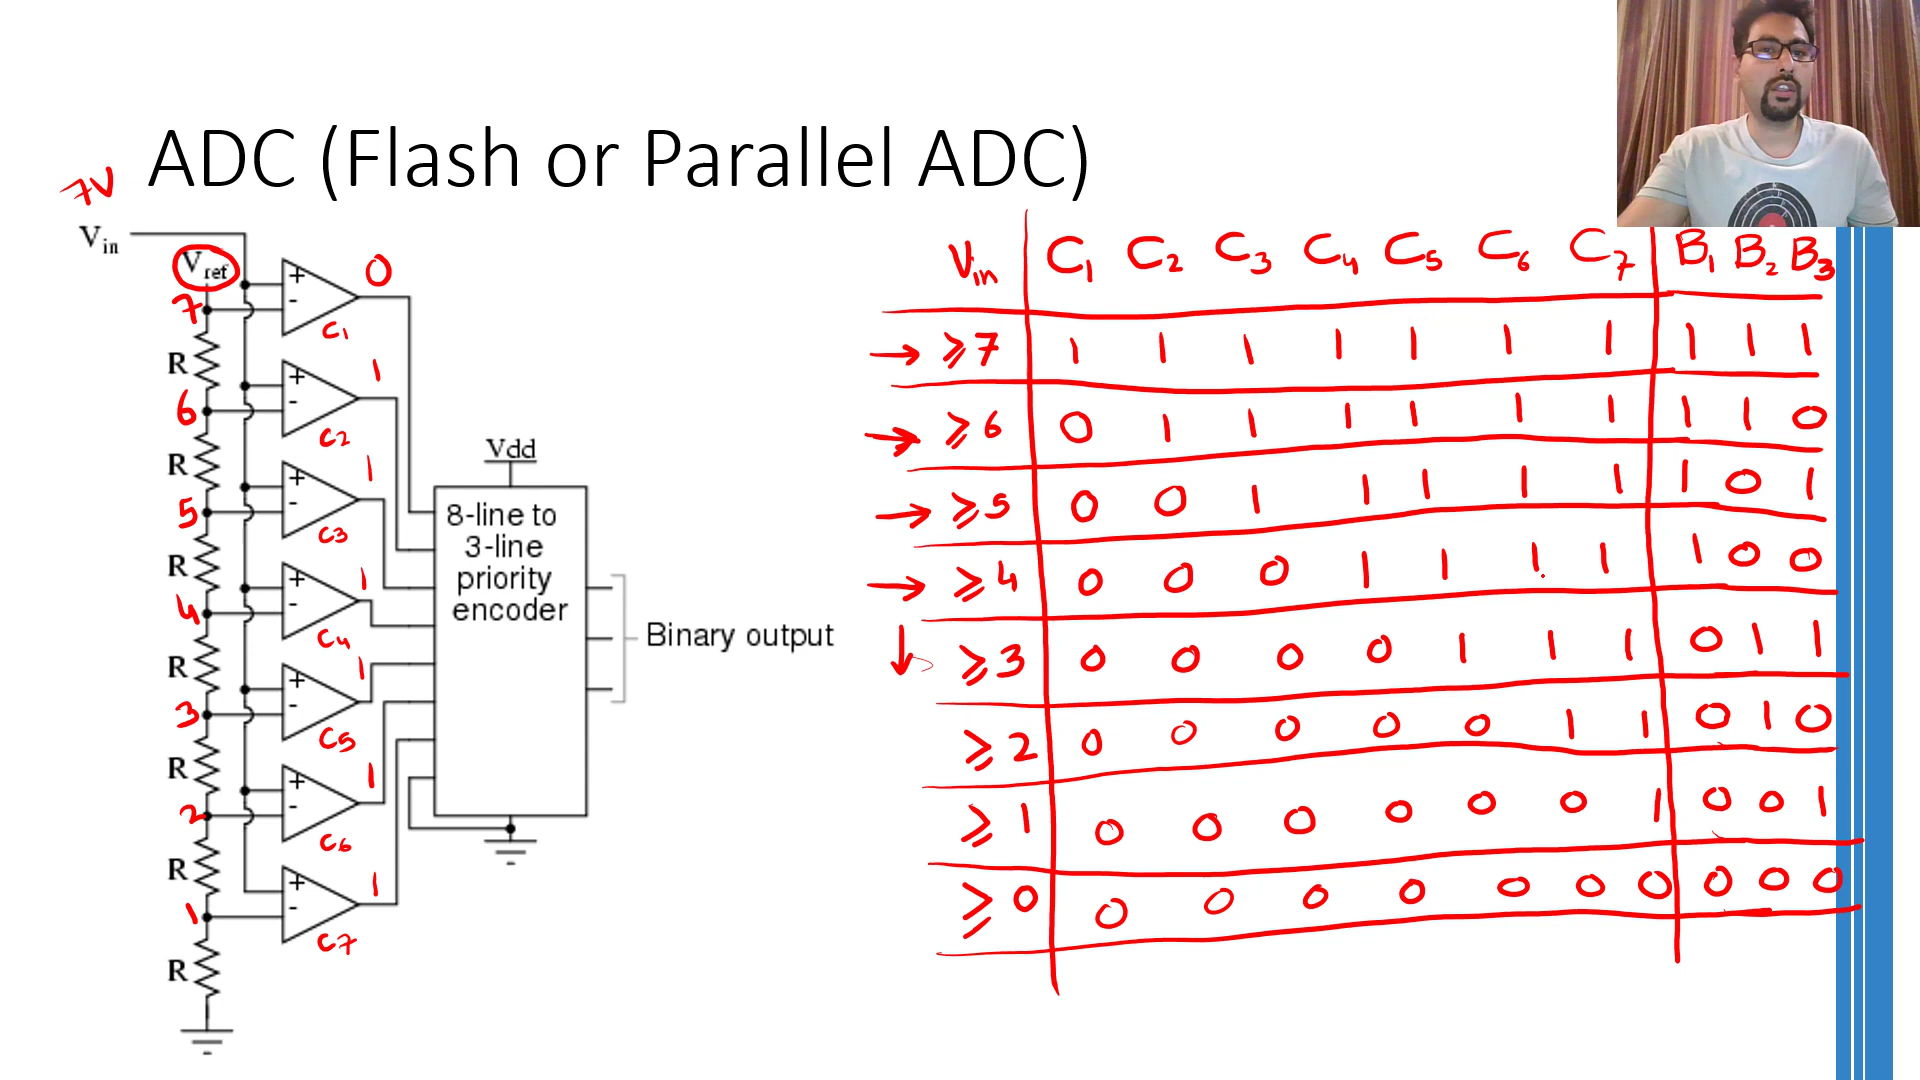 ADC (Flash or Parallel ADC)
7V
Vin
Vref
7
R
6
R
5
R
4
R
3
R
2
R
1
R
+
-
C1
0
+
-
C2
1
+
-
C3
1
+
-
C4
1
+
-
C5
1
+
-
C6
1
+
-
C7
1
Vdd
8-line to
3-line
priority
encoder
Binary output
Vin C1 C2 C3 C4 C5 C6 C7 B1 B2 B3
→ ≥7 1 1 1 1 1 1 1 1 1 1
→ ≥6 0 1 1 1 1 1 1 1 1 0
→ ≥5 0 0 1 1 1 1 1 1 0 1
→ ≥4 0 0 0 1 1 1 1 1 0 0
↓ ≥3 0 0 0 0 1 1 1 0 1 1
≥2 0 0 0 0 0 1 1 0 1 0
≥1 0 0 0 0 0 0 1 0 0 1
≥0 0 0 0 0 0 0 0 0 0 0